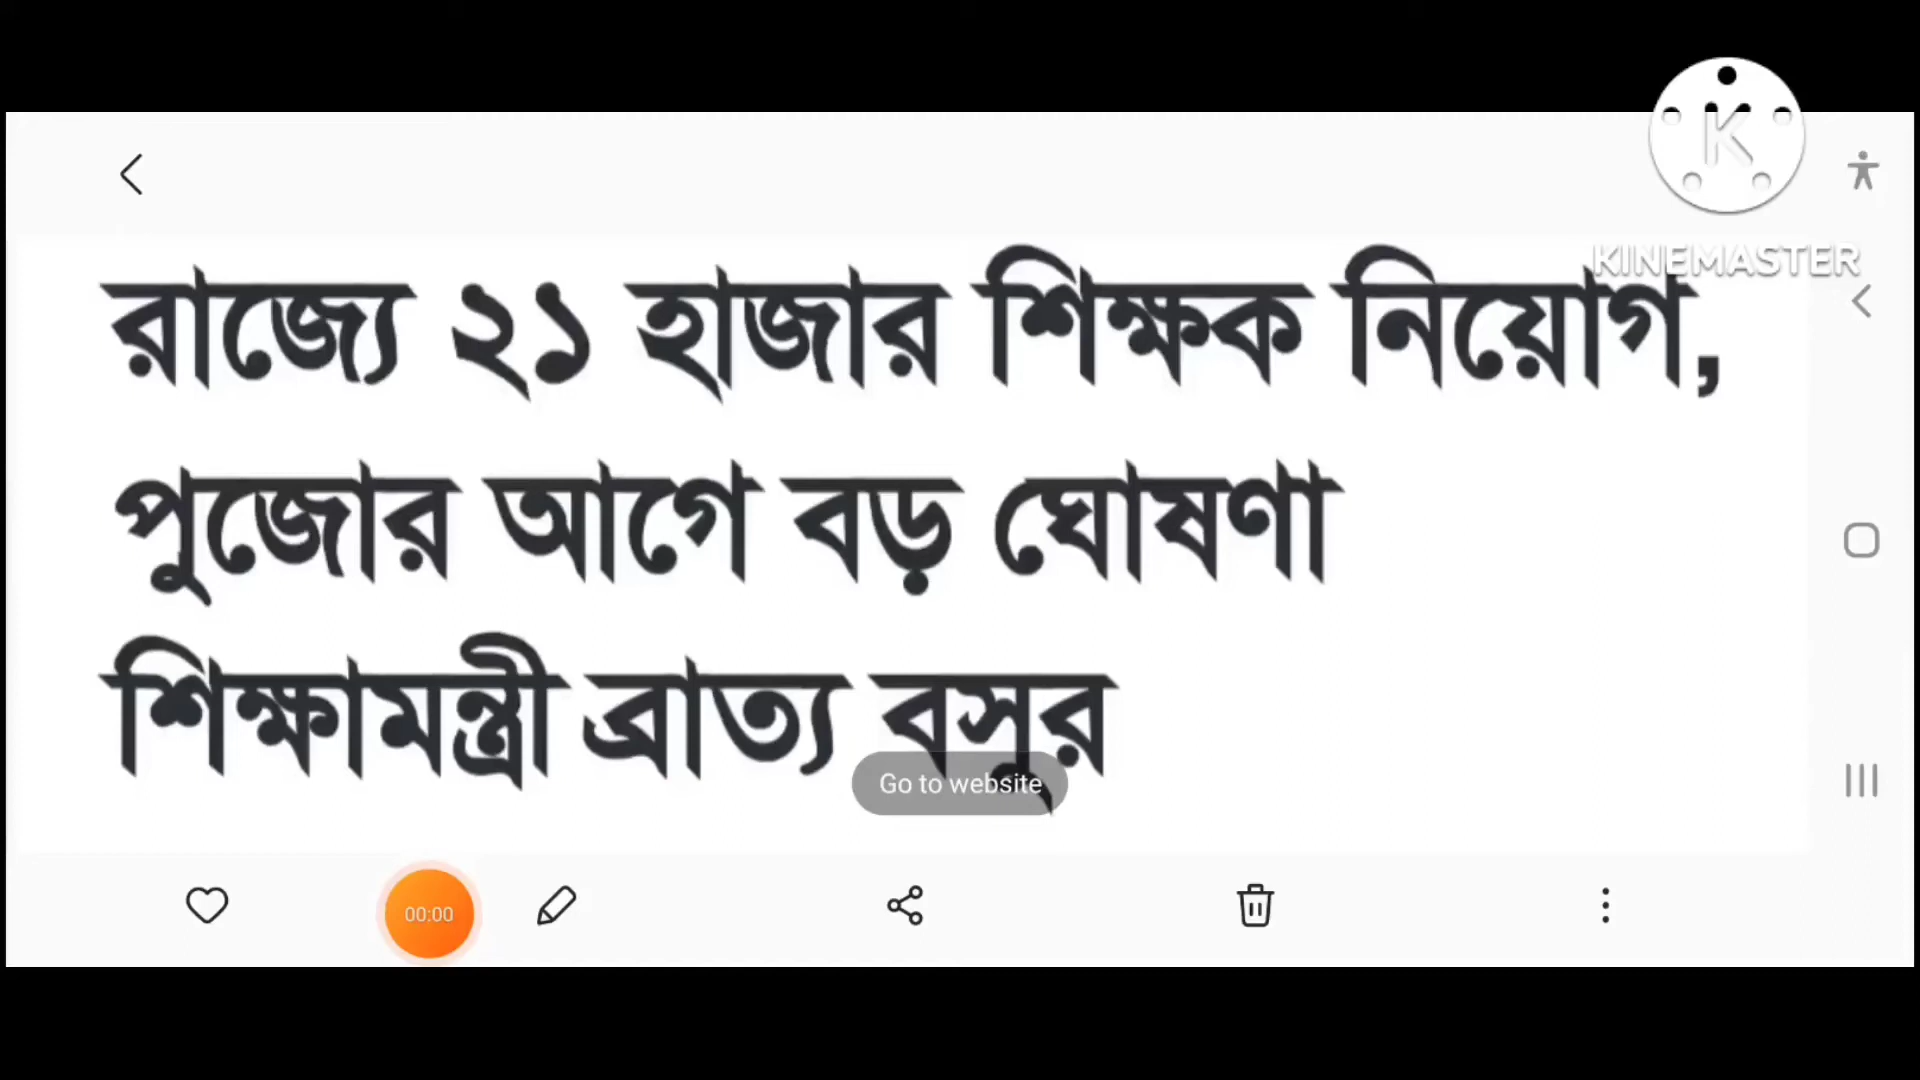 KINEMASTER
রাজ্যে ২১ হাজার শিক্ষক নিয়োগ,
পুজোর আগে বড় ঘোষণা
শিক্ষামন্ত্রী ব্রাত্য বসুর
Go to website
00:00